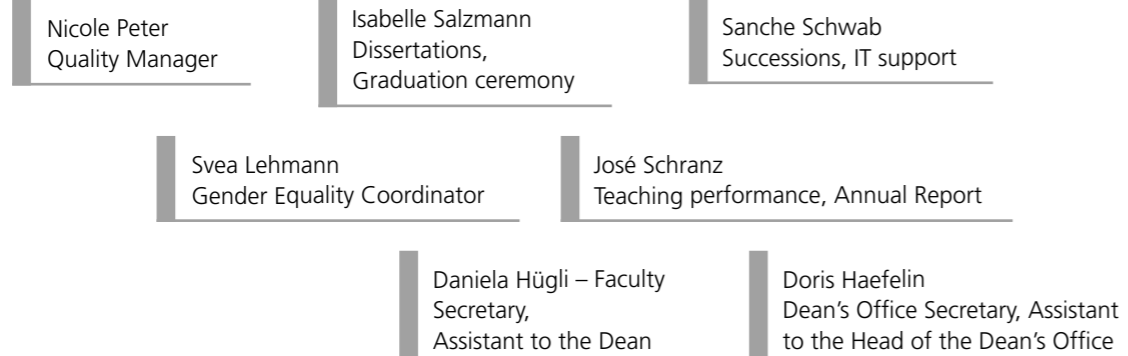 Nicole Peter
Quality Manager
Isabelle Salzmann
Dissertations,
Graduation ceremony
Sanche Schwab
Successions, IT support
Svea Lehmann
Gender Equality Coordinator
José Schranz
Teaching performance, Annual Report
Daniela Hügli – Faculty
Secretary,
Assistant to the Dean
Doris Haefelin
Dean’s Office Secretary, Assistant
to the Head of the Dean’s Office